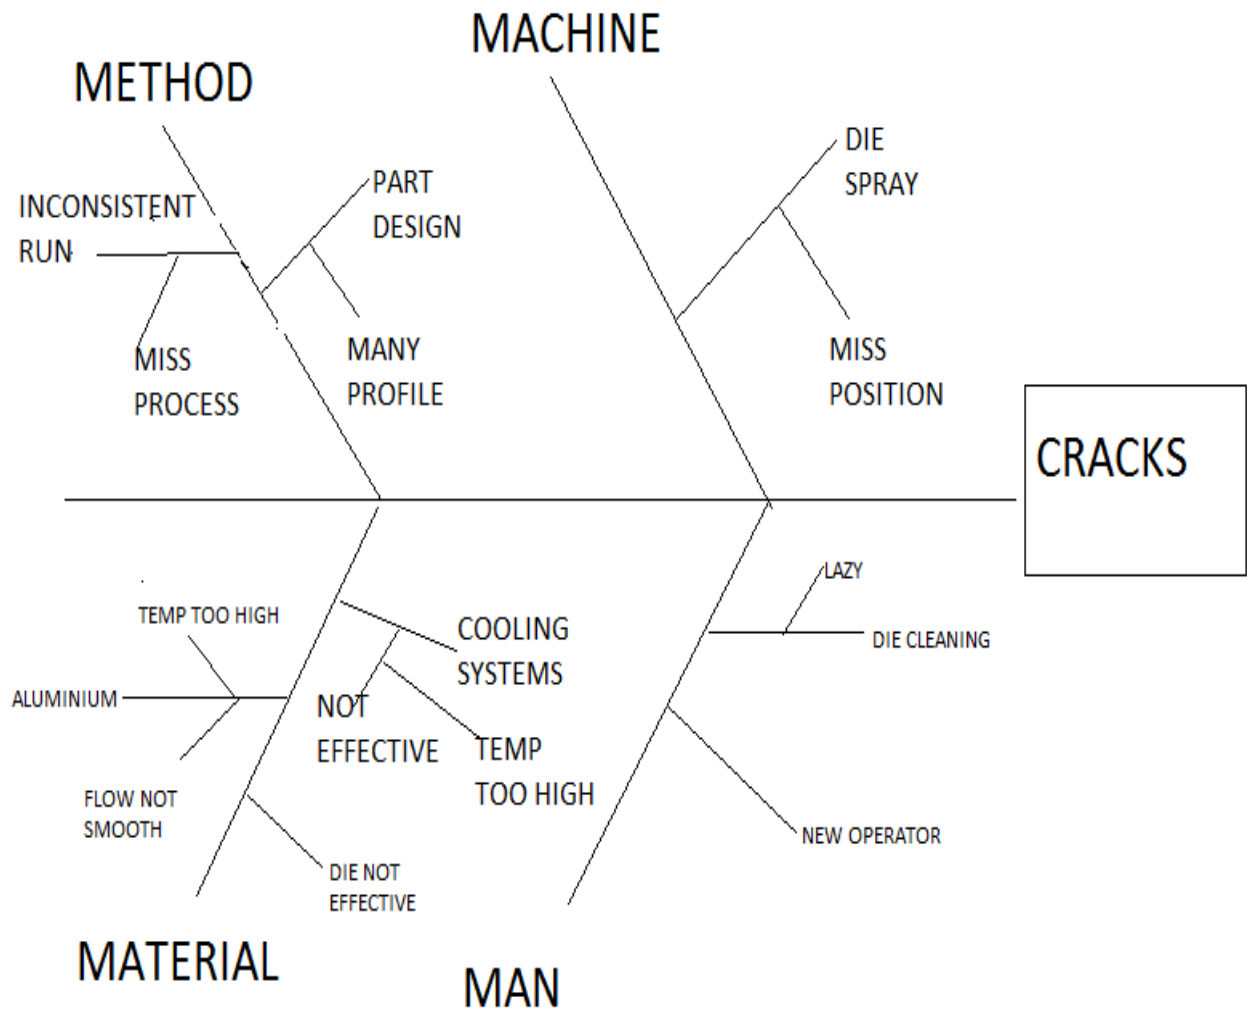 MACHINE
METHOD
DIE
SPRAY
PART
DESIGN
INCONSISTENT
RUN
MISS
PROCESS
MANY
PROFILE
MISS
POSITION
CRACKS
LAZY
DIE CLEANING
TEMP TOO HIGH
COOLING
SYSTEMS
ALUMINIUM
NOT
EFFECTIVE
TEMP
TOO HIGH
FLOW NOT
SMOOTH
NEW OPERATOR
DIE NOT
EFFECTIVE
MATERIAL
MAN